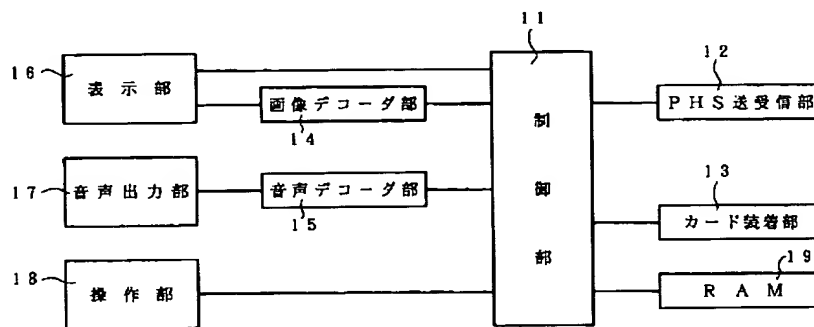 11
16
表示部
画像デコーダ部
14
制御部
12
PHS送受信部
17
音声出力部
音声デコーダ部
15
13
カード装着部
18
操作部
19
RAM